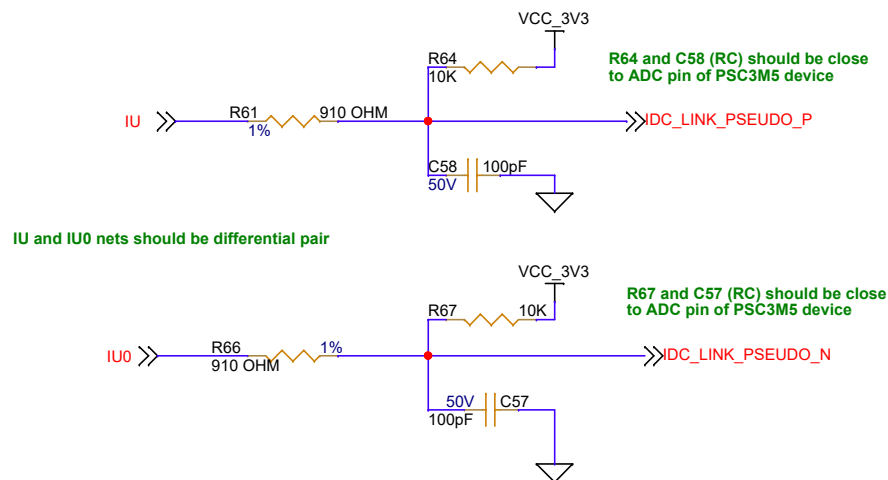 VCC_3V3
R64
10K
R64 and C58 (RC) should be close
to ADC pin of PSC3M5 device
IU
R61
910 OHM
1%
IDC_LINK_PSEUDO_P
C58
100pF
50V
IU and IU0 nets should be differential pair
VCC_3V3
R67
10K
R67 and C57 (RC) should be close
to ADC pin of PSC3M5 device
IU0
R66
1%
910 OHM
IDC_LINK_PSEUDO_N
50V
C57
100pF